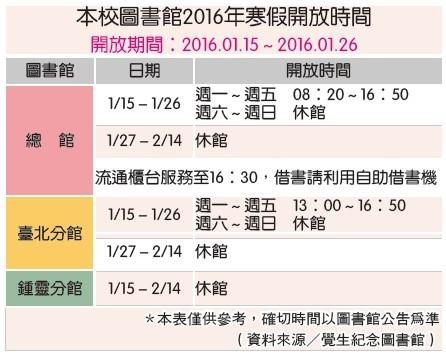 本校圖書館2016年寒假開放時間
開放期間：2016.01.15～2016.01.26
圖書館 日期 開放時間
總 館 1/15－1/26 週一～週五 08：20~16：50
週六～週日 休館
1/27－2/14 休館
流通櫃台服務至16：30，借書請利用自助借書機
臺北分館 1/15－1/26 週一～週五 13：00~16：50
週六～週日 休館
1/27－2/14 休館
鍾靈分館 1/15－2/14 休館
＊本表僅供參考，確切時間以圖書館公告為準
（資料來源／覺生紀念圖書館）